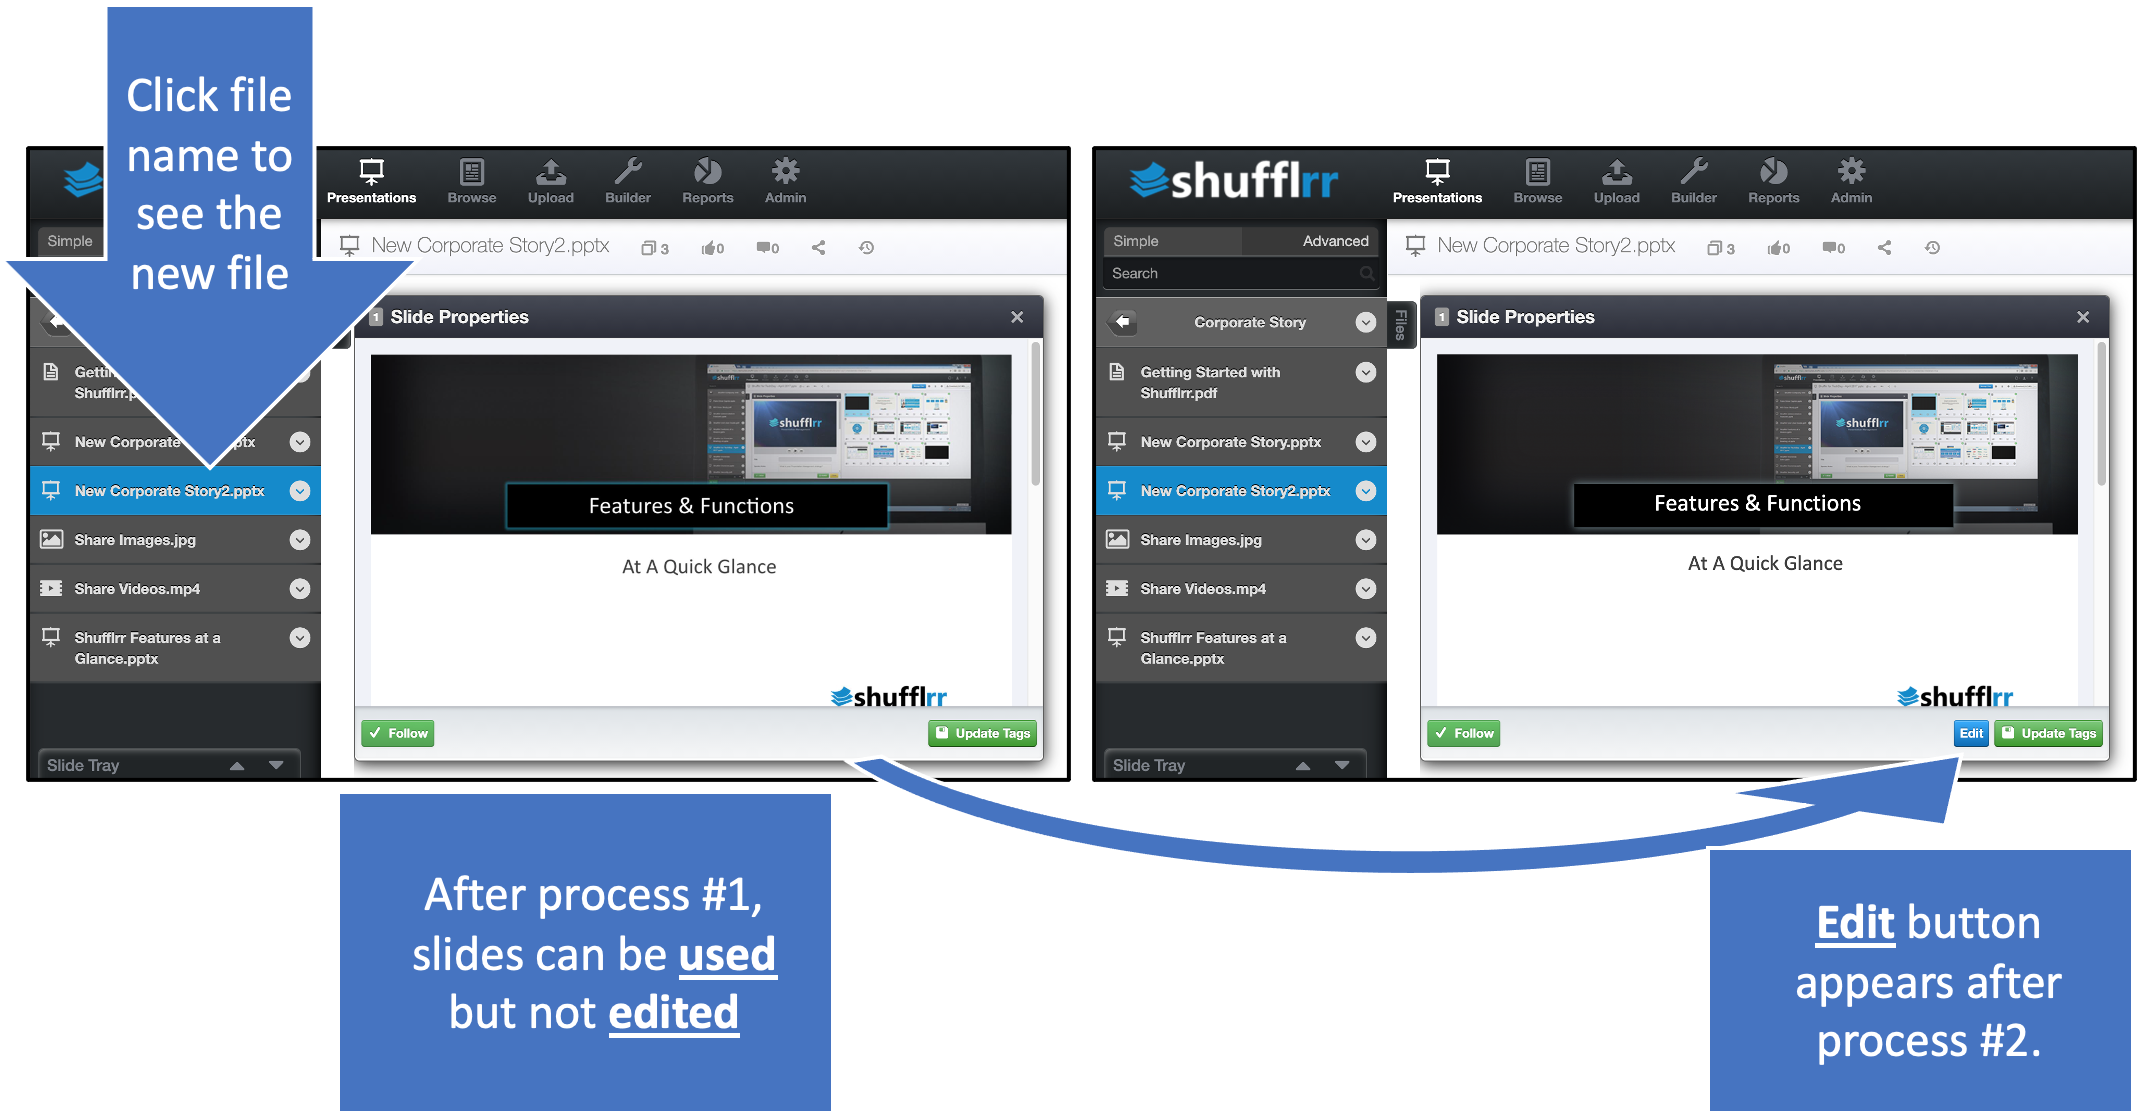 Click file
name to
see the
new file
Presentations
Browse
Upload
Builder
Reports
Admin
Simple
New Corporate Story2.pptx
3
0
0
1 Slide Properties
Shufflrr.p
New Corporate
ptx
New Corporate Story2.pptx
Share Images.jpg
Share Videos.mp4
Shufflrr Features at a
Glance.pptx
Slide Tray
shufflrr
Features & Functions
At A Quick Glance
shufflrr
Follow
Update Tags
shufflrr
Presentations
Browse
Upload
Builder
Reports
Admin
Simple
Advanced
Search
New Corporate Story2.pptx
3
0
0
Corporate Story
Files
Getting Started with
Shufflrr.pdf
New Corporate Story.pptx
New Corporate Story2.pptx
Share Images.jpg
Share Videos.mp4
Shufflrr Features at a
Glance.pptx
Slide Tray
1 Slide Properties
shufflrr
Features & Functions
At A Quick Glance
shufflrr
Follow
Edit
Update Tags
After process #1,
slides can be used
but not edited
Edit button
appears after
process #2.